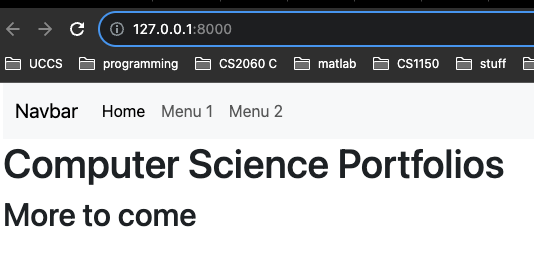 127.0.0.1:8000
UCCS programming CS2060 C matlab CS1150 stuff
Navbar Home Menu 1 Menu 2
Computer Science Portfolios
More to come